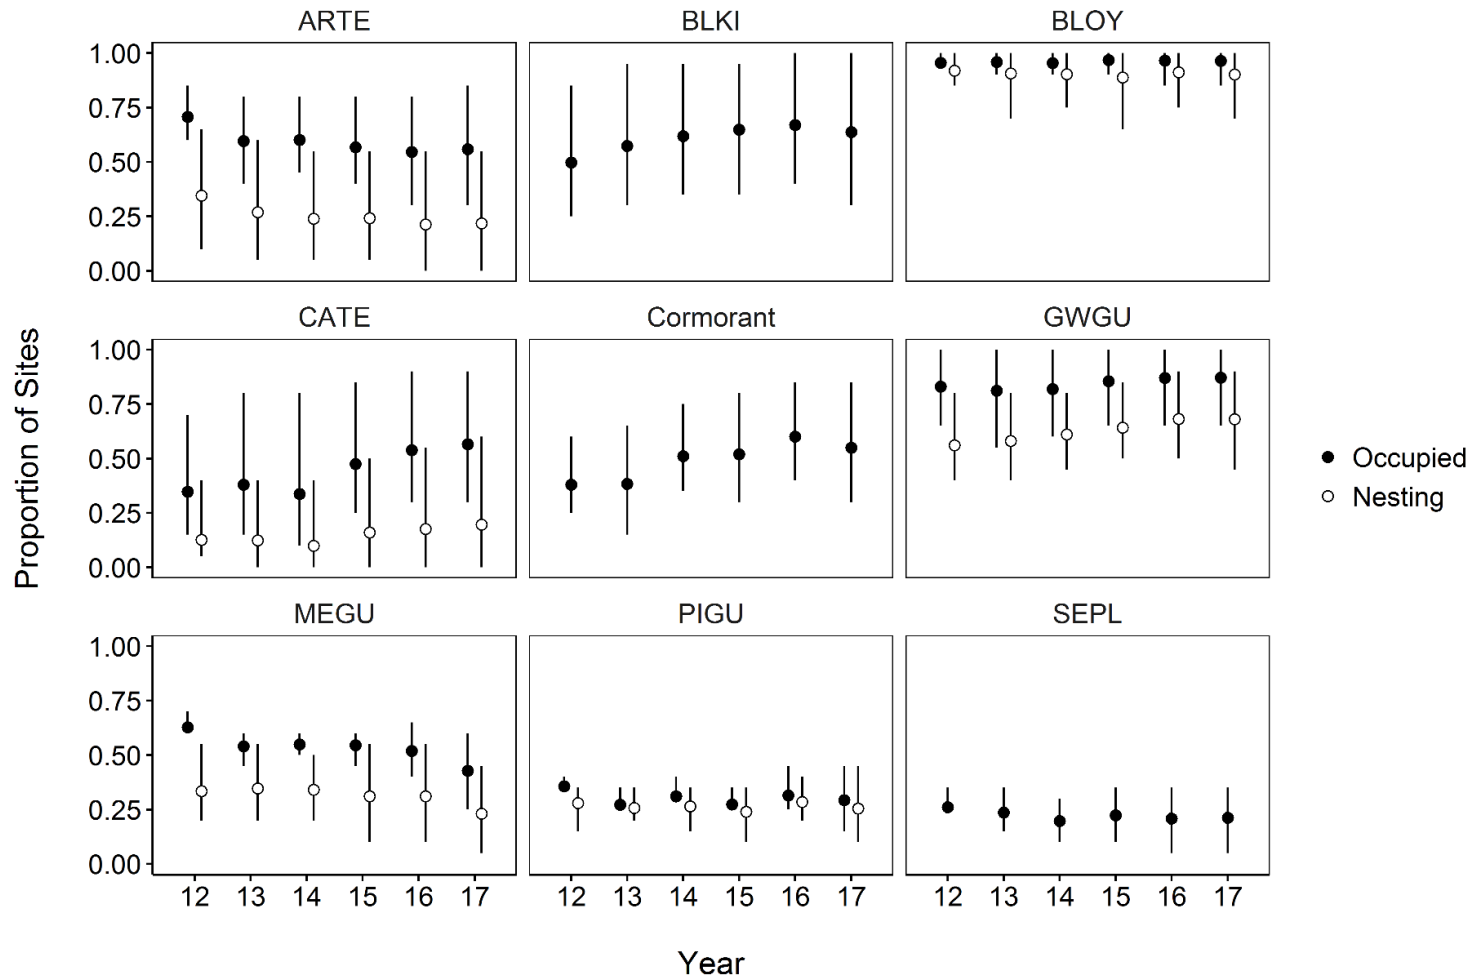 ARTE BLKI BLOY
1.00
0.75
0.50
0.25
0.00
CATE Cormorant GWGU
1.00
0.75
0.50
0.25
0.00
Proportion of Sites
Occupied
Nesting
MEGU PIGU SEPL
1.00
0.75
0.50
0.25
0.00
12 13 14 15 16 17 12 13 14 15 16 17 12 13 14 15 16 17
Year